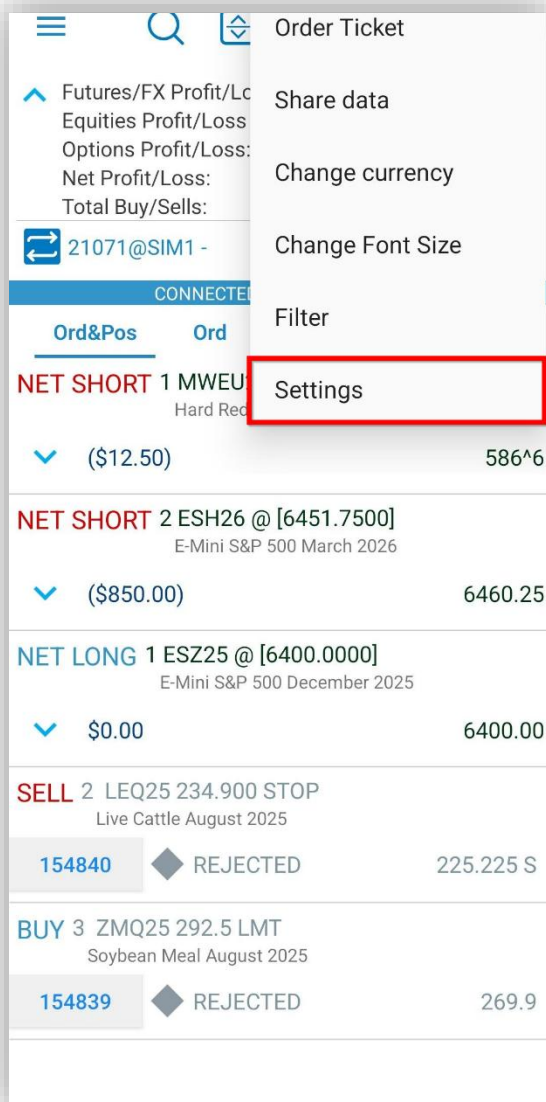 Order Ticket
Share data
Change currency
Change Font Size
Filter
Settings
Futures/FX
Equities Profit/Loss
Options Profit/Loss:
Net Profit/Loss:
Total Buy/Sells:
21071@SIM1 -
Ord&Pos Ord
NET SHORT 1
Hard Red
($12.50) 586^6
NET SHORT 2 ESH26 @ [6451.7500]
E-Mini S&P 500 March 2026
($850.00) 6460.25
NET LONG 1 ESZ25 @ [6400.0000]
E-Mini S&P 500 December 2025
$0.00 6400.00
SELL 2 LEQ25 234.900 STOP
Live Cattle August 2025
154840 REJECTED 225.225 S
BUY 3 ZMQ25 292.5 LMT
Soybean Meal August 2025
154839 REJECTED 269.9